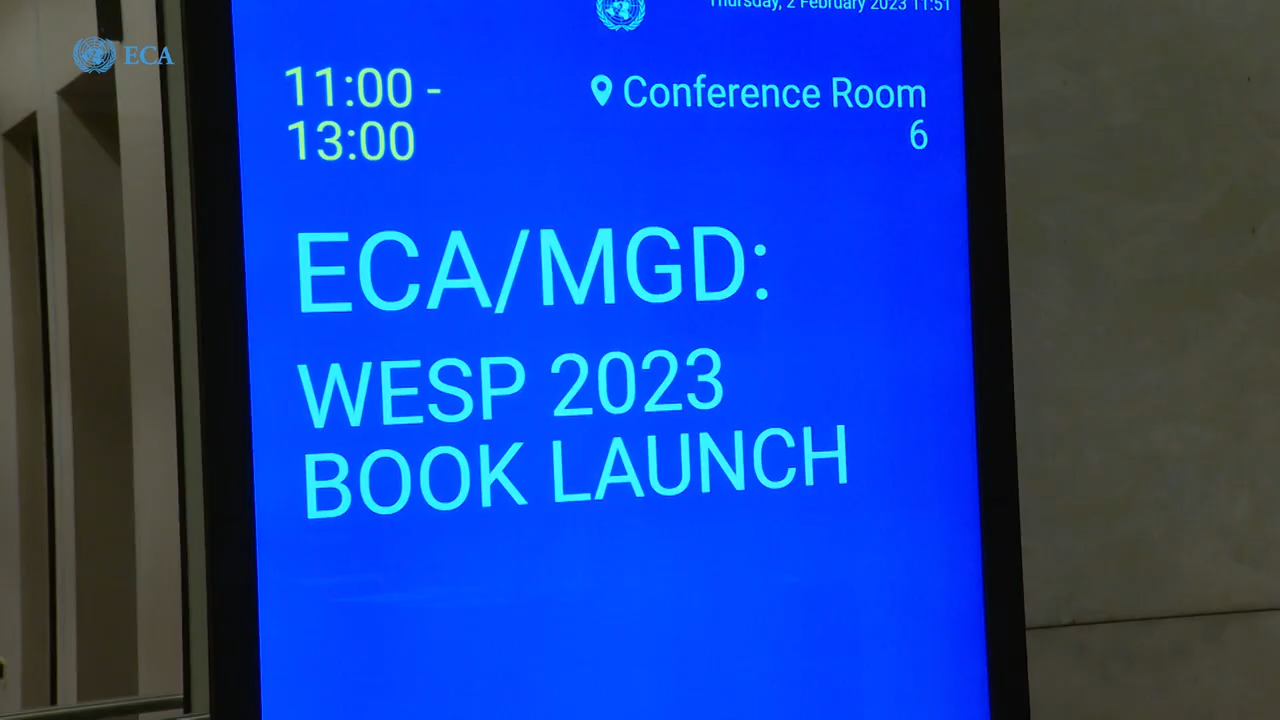 Thursday, 2 February 2023 11:51
ECA
11:00 -
13:00
Conference Room
6
ECA/MGD:
WESP 2023
BOOK LAUNCH